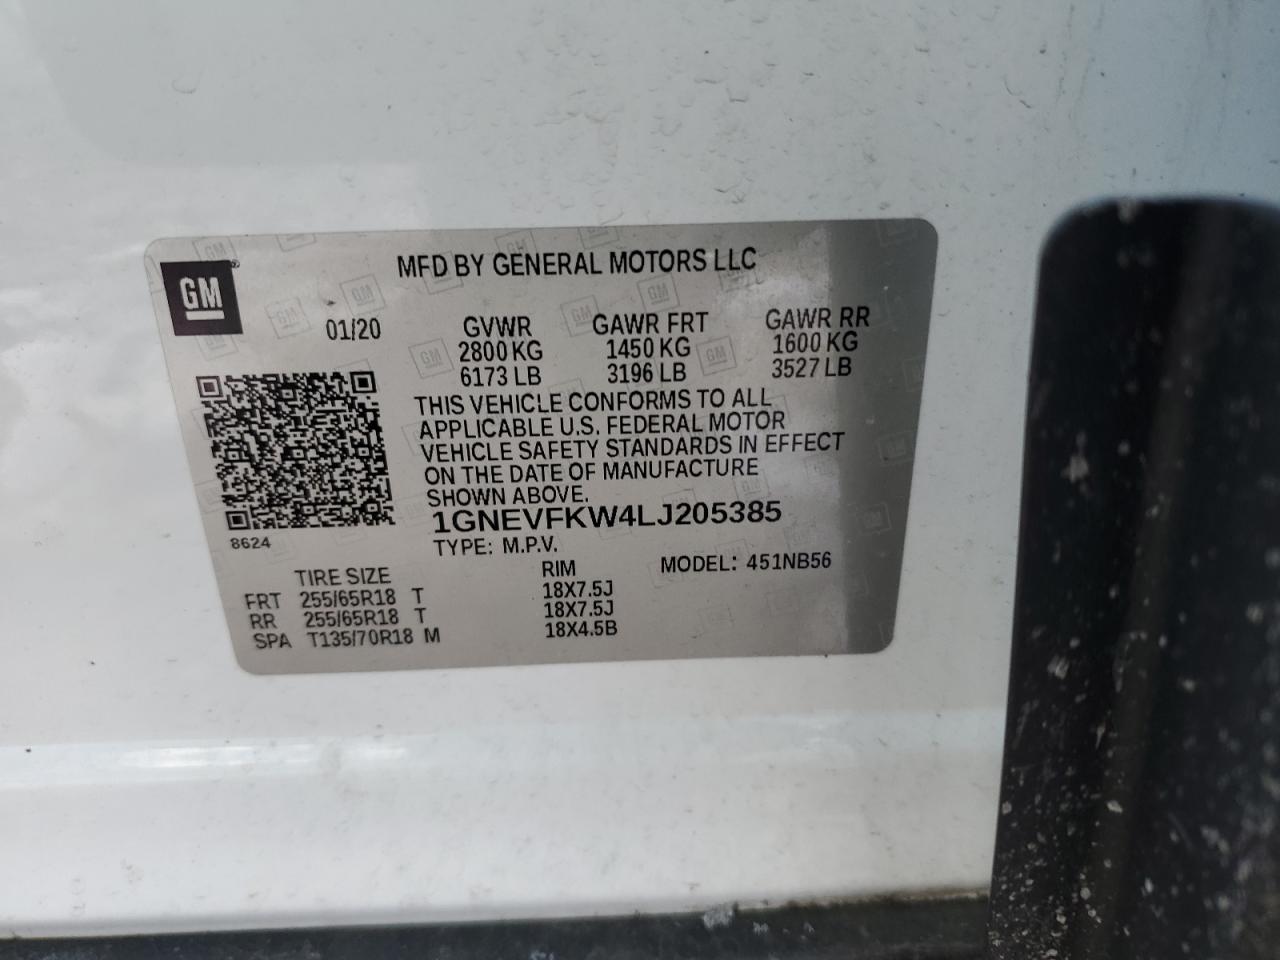 MFD BY GENERAL MOTORS LLC
GM®
01/20
GVWR GAWR FRT GAWR RR
2800 KG 1450 KG 1600 KG
6173 LB 3196 LB 3527 LB
THIS VEHICLE CONFORMS TO ALL
APPLICABLE U.S. FEDERAL MOTOR
VEHICLE SAFETY STANDARDS IN EFFECT
ON THE DATE OF MANUFACTURE
SHOWN ABOVE.
1GNEVFKW4LJ205385
8624
TYPE: M.P.V. MODEL: 451NB56
TIRE SIZE RIM
FRT 255/65R18 T 18X7.5J
RR 255/65R18 T 18X7.5J
SPA T135/70R18 M 18X4.5B